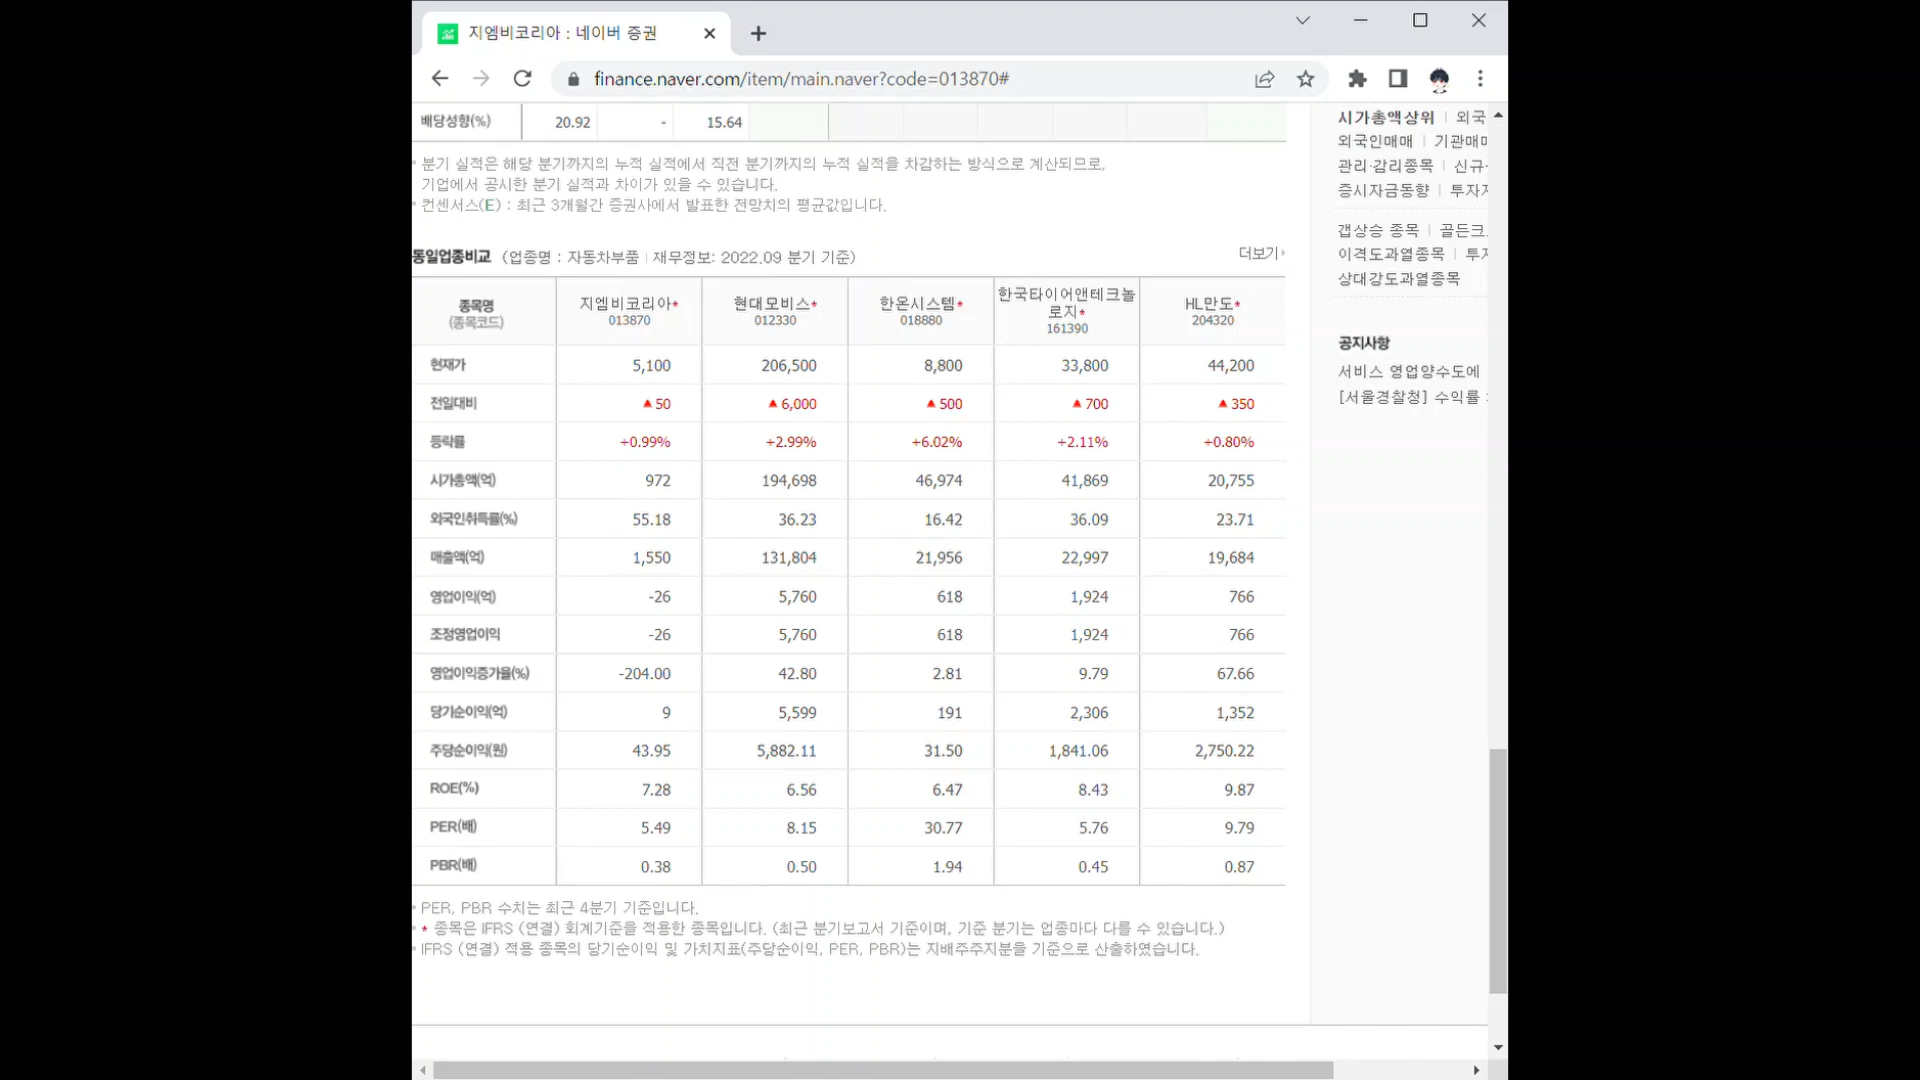 지엠비코리아 : 네이버 증권
finance.naver.com/item/main.naver?code=013870#
배당성향(%) 20.92 - 15.64
분기 실적은 해당 분기까지의 누적 실적에서 직전 분기까지의 누적 실적을 차감하는 방식으로 계산되므로,
기업에서 공시한 분기 실적과 차이가 있을 수 있습니다.
컨센서스(E) : 최근 3개월간 증권사에서 발표한 전망치의 평균값입니다.
동일업종비교 (업종명 : 자동차부품 | 재무정보: 2022.09 분기 기준) 더보기
종목명 지엠비코리아* 현대모비스* 한온시스템* 한국타이어앤테크놀로지* HL만도*
(종목코드) 013870 012330 018880 161390 204320
현재가 5,100 206,500 8,800 33,800 44,200
전일대비 ▲50 ▲6,000 ▲500 ▲700 ▲350
등락률 +0.99% +2.99% +6.02% +2.11% +0.80%
시가총액(억) 972 194,698 46,974 41,869 20,755
외국인취득률(%) 55.18 36.23 16.42 36.09 23.71
매출액(억) 1,550 131,804 21,956 22,997 19,684
영업이익(억) -26 5,760 618 1,924 766
조정영업이익 -26 5,760 618 1,924 766
영업이익증가율(%) -204.00 42.80 2.81 9.79 67.66
당기순이익(억) 9 5,599 191 2,306 1,352
주당순이익(원) 43.95 5,882.11 31.50 1,841.06 2,750.22
ROE(%) 7.28 6.56 6.47 8.43 9.87
PER(배) 5.49 8.15 30.77 5.76 9.79
PBR(배) 0.38 0.50 1.94 0.45 0.87
PER, PBR 수치는 최근 4분기 기준입니다.
* 종목은 IFRS (연결) 회계기준을 적용한 종목입니다. (최근 분기보고서 기준이며, 기준 분기는 업종마다 다를 수 있습니다.)
IFRS (연결) 적용 종목의 당기순이익 및 가치지표(주당순이익, PER, PBR)는 지배주주지분을 기준으로 산출하였습니다.
시가총액상위 | 외국
외국인매매 | 기관매매
관리·감리종목 | 신규
증시자금동향 | 투자
갭상승 종목 | 골든크
이격도과열종목 | 투
상대강도과열종목
공지사항
서비스 영업양수도에
[서울경찰청] 수익률